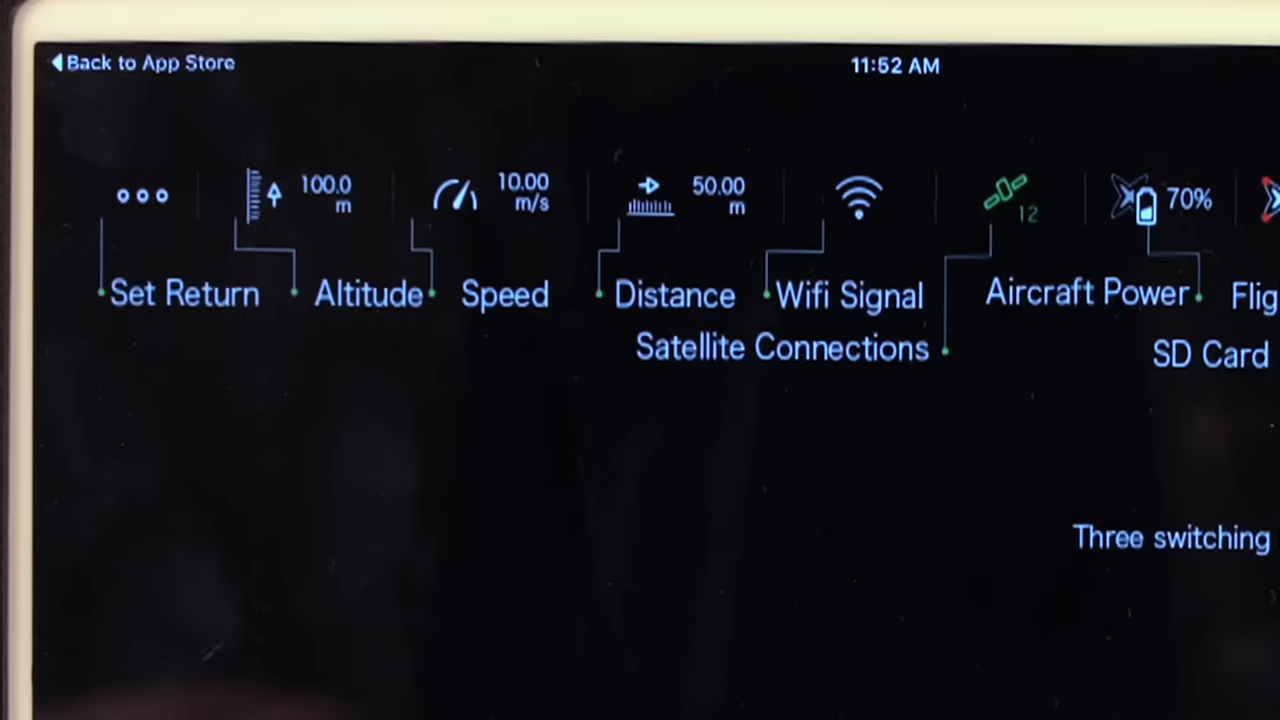 Back to App Store
11:52 AM
100.0 m
10.00 m/s
50.00 m
12
70%
Set Return
Altitude
Speed
Distance
Wifi Signal
Aircraft Power
Flig
Satellite Connections
SD Card
Three switching